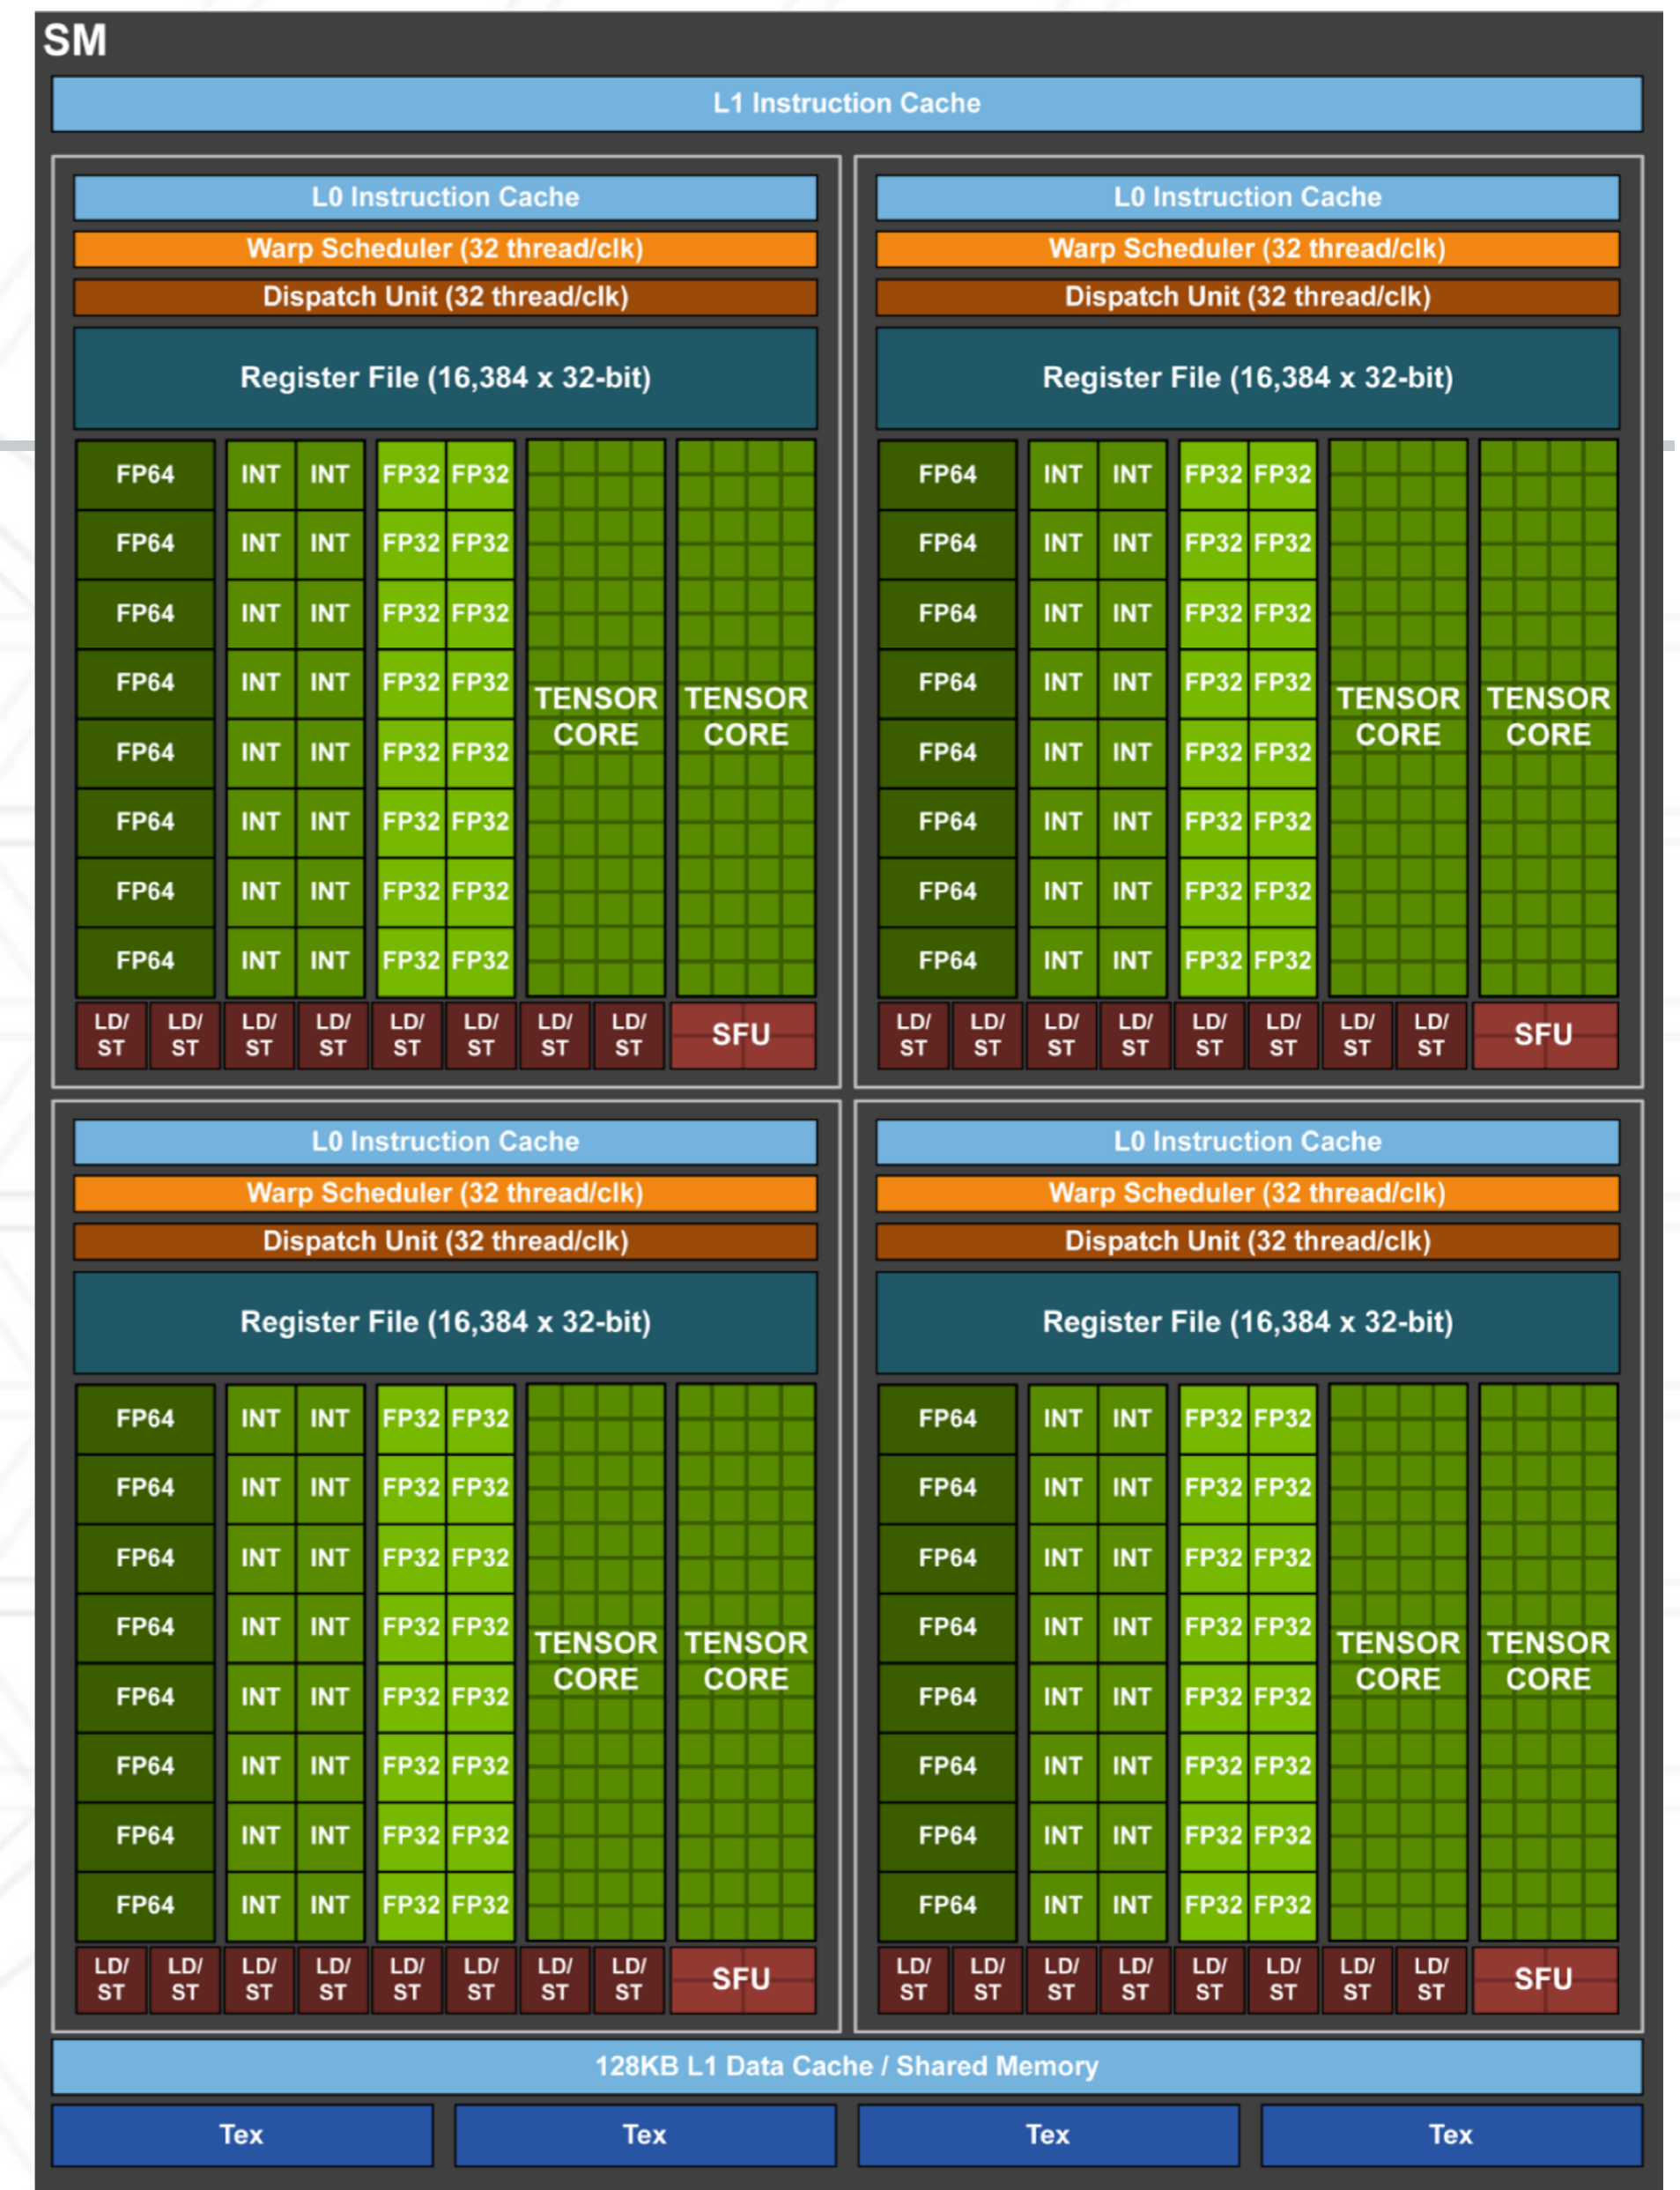 SM
L1 Instruction Cache
L0 Instruction Cache L0 Instruction Cache
Warp Scheduler (32 thread/clk) Warp Scheduler (32 thread/clk)
Dispatch Unit (32 thread/clk) Dispatch Unit (32 thread/clk)
Register File (16,384 x 32-bit) Register File (16,384 x 32-bit)
FP64 INT INT FP32 FP32 FP64 INT INT FP32 FP32
FP64 INT INT FP32 FP32 FP64 INT INT FP32 FP32
FP64 INT INT FP32 FP32 FP64 INT INT FP32 FP32
FP64 INT INT FP32 FP32 TENSOR TENSOR FP64 INT INT FP32 FP32 TENSOR TENSOR
FP64 INT INT FP32 FP32 CORE CORE FP64 INT INT FP32 FP32 CORE CORE
FP64 INT INT FP32 FP32 FP64 INT INT FP32 FP32
FP64 INT INT FP32 FP32 FP64 INT INT FP32 FP32
FP64 INT INT FP32 FP32 FP64 INT INT FP32 FP32
LD/ LD/ LD/ LD/ LD/ LD/ LD/ LD/ SFU LD/ LD/ LD/ LD/ LD/ LD/ LD/ LD/ SFU
ST ST ST ST ST ST ST ST ST ST ST ST ST ST ST ST
L0 Instruction Cache L0 Instruction Cache
Warp Scheduler (32 thread/clk) Warp Scheduler (32 thread/clk)
Dispatch Unit (32 thread/clk) Dispatch Unit (32 thread/clk)
Register File (16,384 x 32-bit) Register File (16,384 x 32-bit)
FP64 INT INT FP32 FP32 FP64 INT INT FP32 FP32
FP64 INT INT FP32 FP32 FP64 INT INT FP32 FP32
FP64 INT INT FP32 FP32 FP64 INT INT FP32 FP32
FP64 INT INT FP32 FP32 TENSOR TENSOR FP64 INT INT FP32 FP32 TENSOR TENSOR
FP64 INT INT FP32 FP32 CORE CORE FP64 INT INT FP32 FP32 CORE CORE
FP64 INT INT FP32 FP32 FP64 INT INT FP32 FP32
FP64 INT INT FP32 FP32 FP64 INT INT FP32 FP32
FP64 INT INT FP32 FP32 FP64 INT INT FP32 FP32
LD/ LD/ LD/ LD/ LD/ LD/ LD/ LD/ SFU LD/ LD/ LD/ LD/ LD/ LD/ LD/ LD/ SFU
ST ST ST ST ST ST ST ST ST ST ST ST ST ST ST ST
128KB L1 Data Cache / Shared Memory
Tex Tex Tex Tex